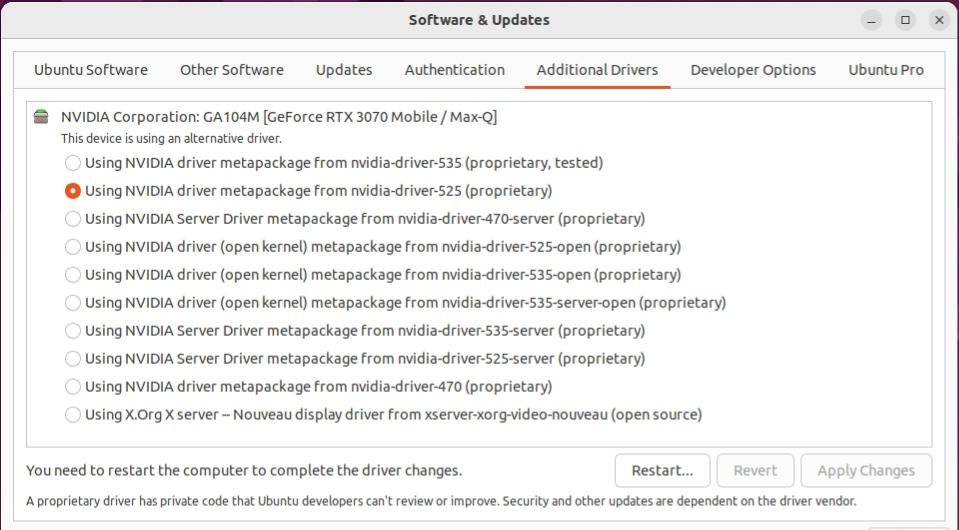 Software & Updates
Ubuntu Software Other Software Updates Authentication Additional Drivers Developer Options Ubuntu Pro
NVIDIA Corporation: GA104M [GeForce RTX 3070 Mobile / Max-Q]
This device is using an alternative driver.
Using NVIDIA driver metapackage from nvidia-driver-535 (proprietary, tested)
Using NVIDIA driver metapackage from nvidia-driver-525 (proprietary)
Using NVIDIA Server Driver metapackage from nvidia-driver-470-server (proprietary)
Using NVIDIA driver (open kernel) metapackage from nvidia-driver-525-open (proprietary)
Using NVIDIA driver (open kernel) metapackage from nvidia-driver-535-open (proprietary)
Using NVIDIA driver (open kernel) metapackage from nvidia-driver-535-server-open (proprietary)
Using NVIDIA Server Driver metapackage from nvidia-driver-535-server (proprietary)
Using NVIDIA Server Driver metapackage from nvidia-driver-525-server (proprietary)
Using NVIDIA driver metapackage from nvidia-driver-470 (proprietary)
Using X.Org X server -- Nouveau display driver from xserver-xorg-video-nouveau (open source)
You need to restart the computer to complete the driver changes. Restart... Revert Apply Changes
A proprietary driver has private code that Ubuntu developers can't review or improve. Security and other updates are dependent on the driver vendor.